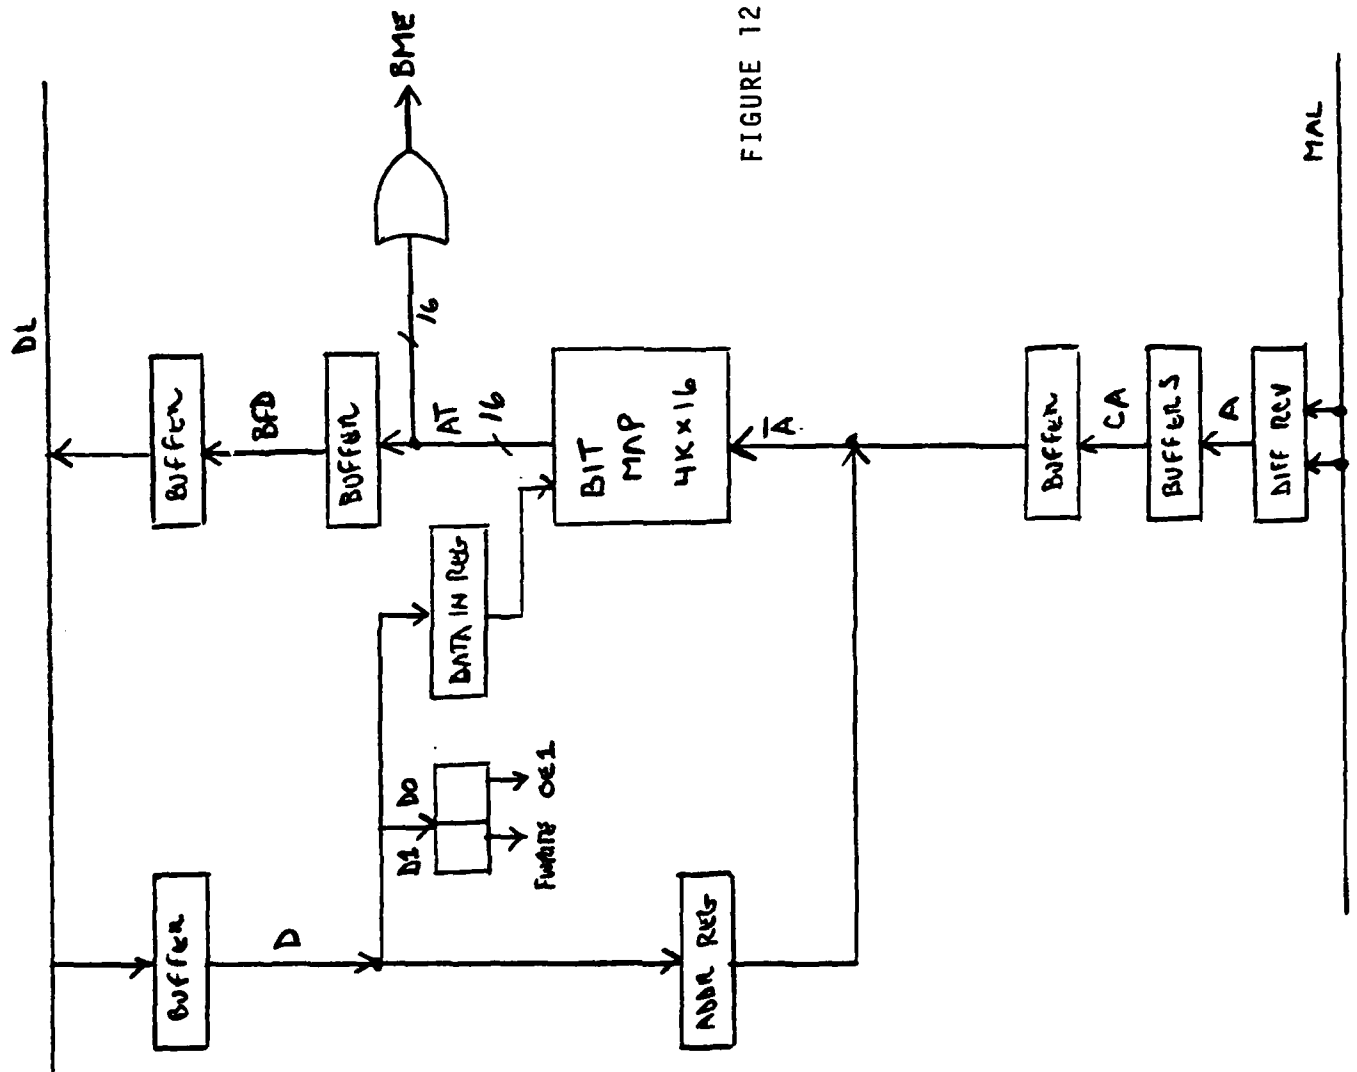 DL
BUFFER
BUFFER
D
BFD
BUFFER
BME
16
AT
16
D1
D0
DATA IN REG
FWRITE
OE1
BIT
MAP
4K x 16
ADDR REG
A
BUFFER
CA
BUFFERS
A
DIFF RCV
MAL
FIGURE 12